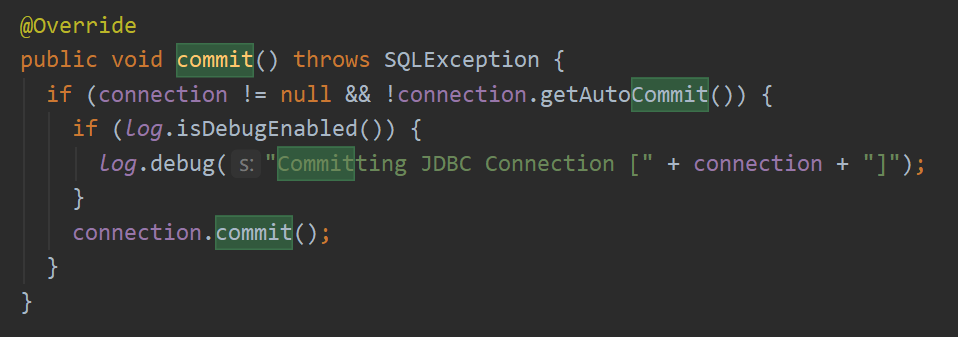 @Override
public void commit() throws SQLException {
if (connection != null && !connection.getAutoCommit()) {
if (log.isDebugEnabled()) {
log.debug( s: "Committing JDBC Connection [" + connection + "]");
}
connection.commit();
}
}